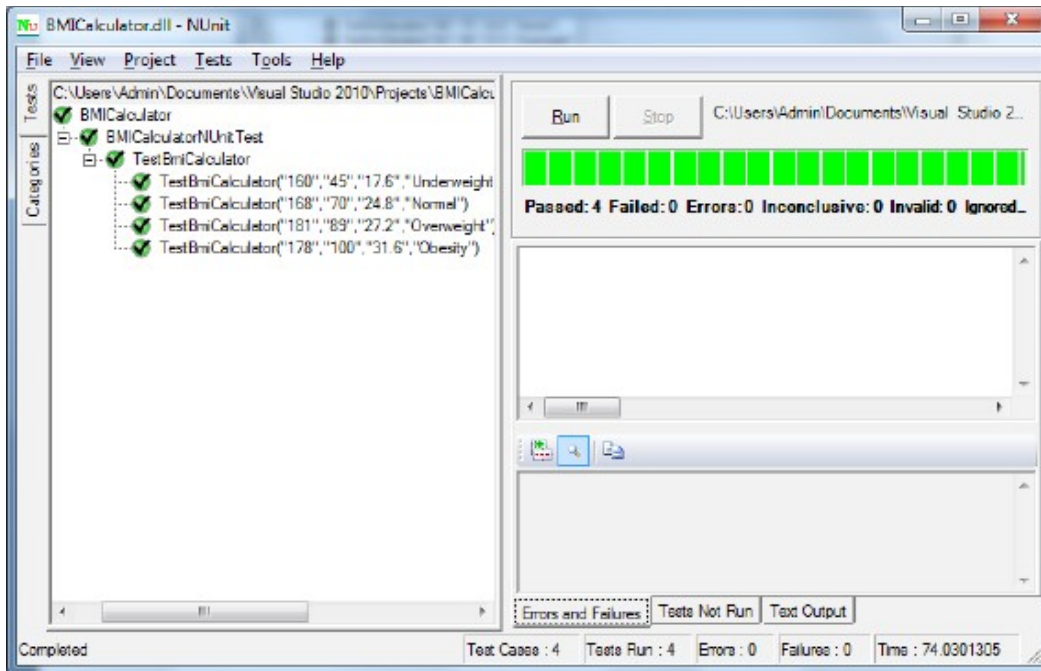 Nu BMICalculator.dll - NUnit
File View Project Tests Tools Help
Tests
Categories
C:\Users\Admin\Documents\Visual Studio 2010\Projects\BMICalcu
BMICalculator
BMICalculatorNUnitTest
TestBmiCalculator
TestBmiCalculator("160","45","17.6","Underweight
TestBmiCalculator("168","70","24.8","Normal")
TestBmiCalculator("181","89","27.2","Overweight")
TestBmiCalculator("178","100","31.6","Obesity")
Run Stop C:\Users\Admin\Documents\Visual Studio 2...
Passed: 4 Failed: 0 Errors: 0 Inconclusive: 0 Invalid: 0 Ignored...
Errors and Failures Tests Not Run Text Output
Completed Test Cases : 4 Tests Run : 4 Errors : 0 Failures : 0 Time : 74.0301305